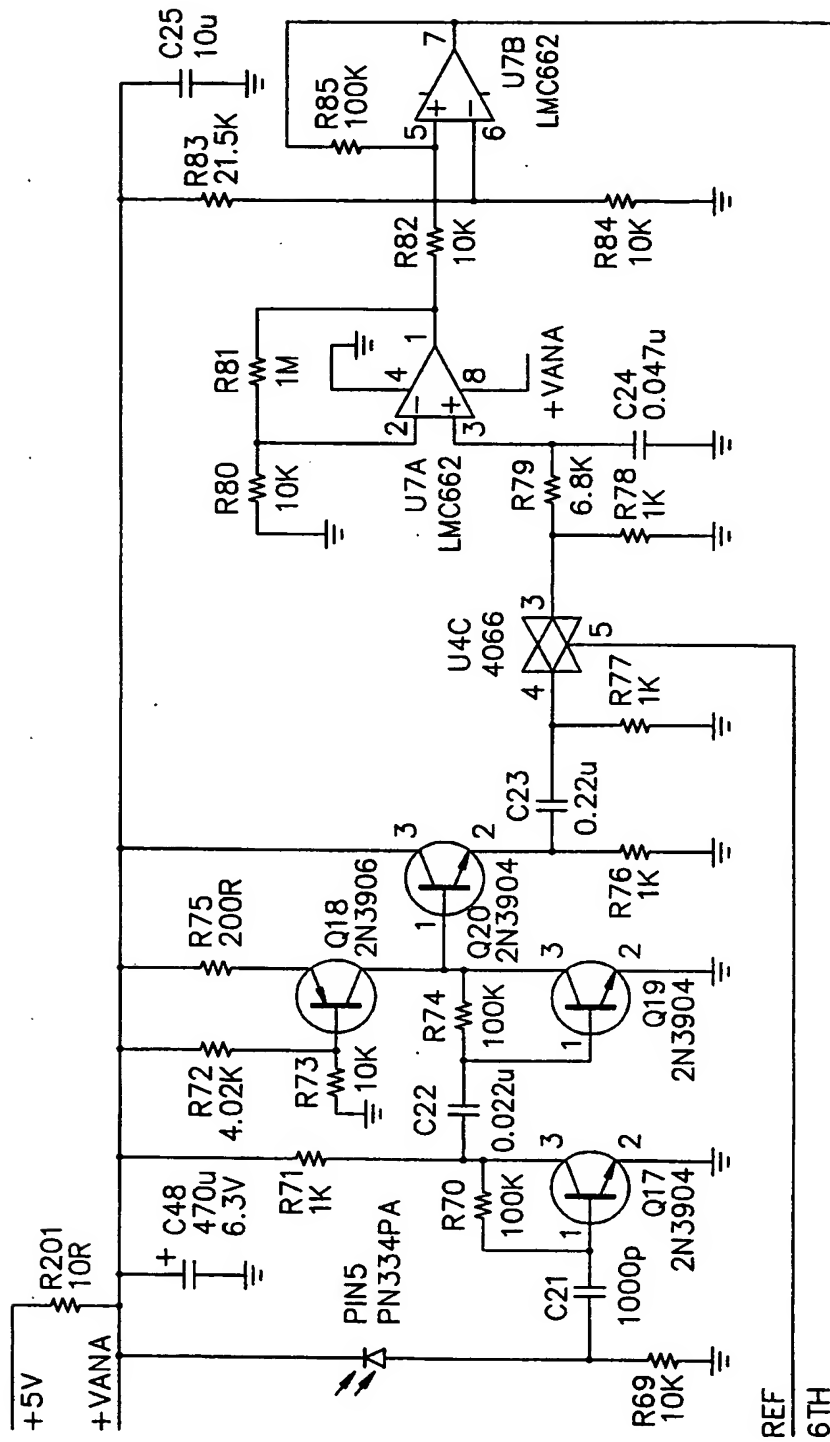 +5V
R201
10R
+VANA
C48
+
470u
6.3V
PIN5
PN334PA
R69
10K
C21
1000p
R71
1K
R70
100K
1
3
2
Q17
2N3904
C22
0.022u
R72
4.02K
R73
10K
R75
200R
Q18
2N3906
R74
100K
1
3
2
Q19
2N3904
1
3
2
Q20
2N3904
R76
1K
C23
0.22u
R77
1K
U4C
4066
4
3
5
R78
1K
R79
6.8K
C24
0.047u
R80
10K
R81
1M
2
3
4
8
1
U7A
LMC662
+VANA
R82
10K
R83
21.5K
R84
10K
R85
100K
C25
10u
5
6
7
U7B
LMC662
REF
6TH